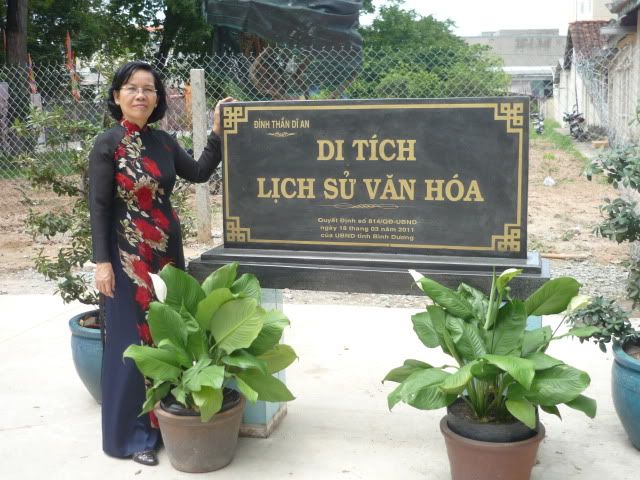 ĐÌNH THẦN DĨ AN
DI TÍCH
LỊCH SỬ VĂN HÓA
Quyết Định số 814/QĐ-UBND
ngày 18 tháng 03 năm 2011
của UBND tỉnh Bình Dương